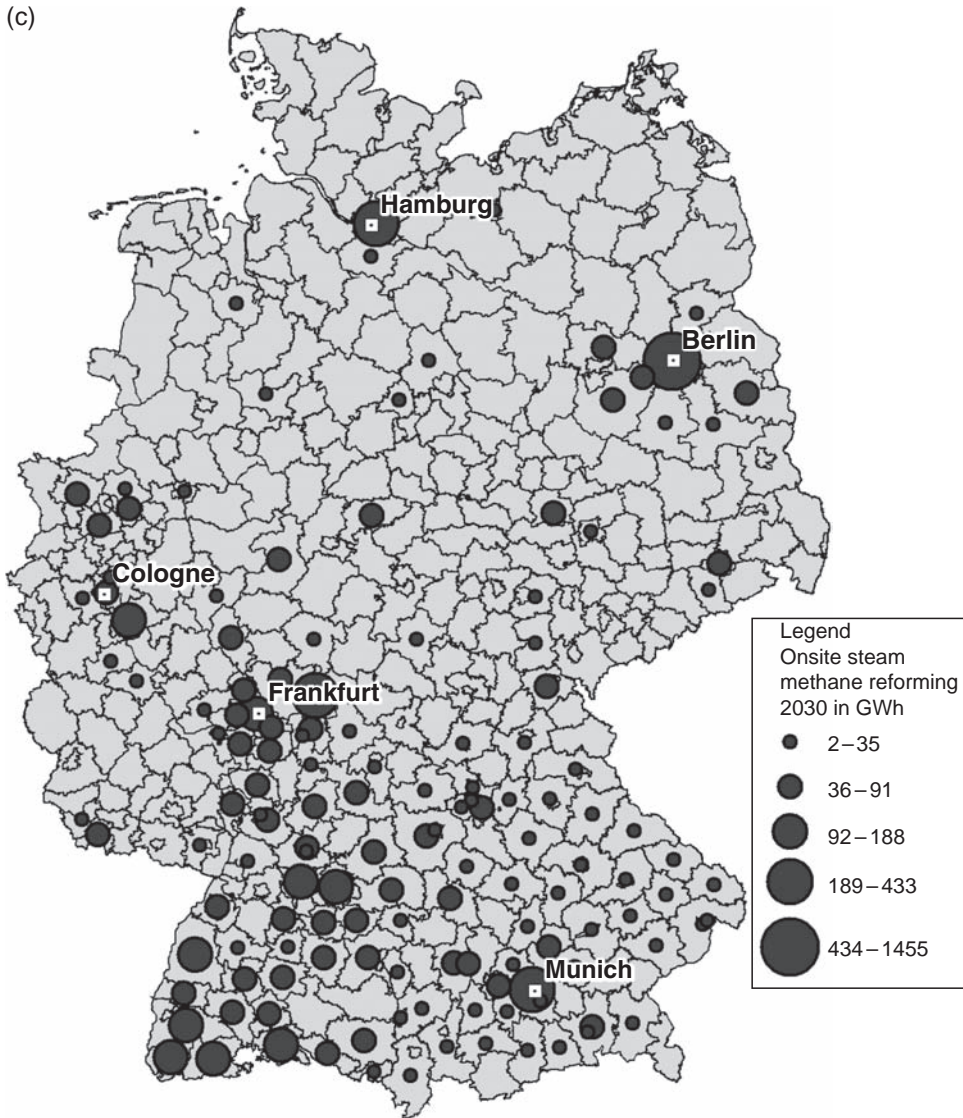 (c)
Hamburg
Berlin
Cologne
Frankfurt
Munich
Legend
Onsite steam
methane reforming
2030 in GWh
2–35
36–91
92–188
189–433
434–1455